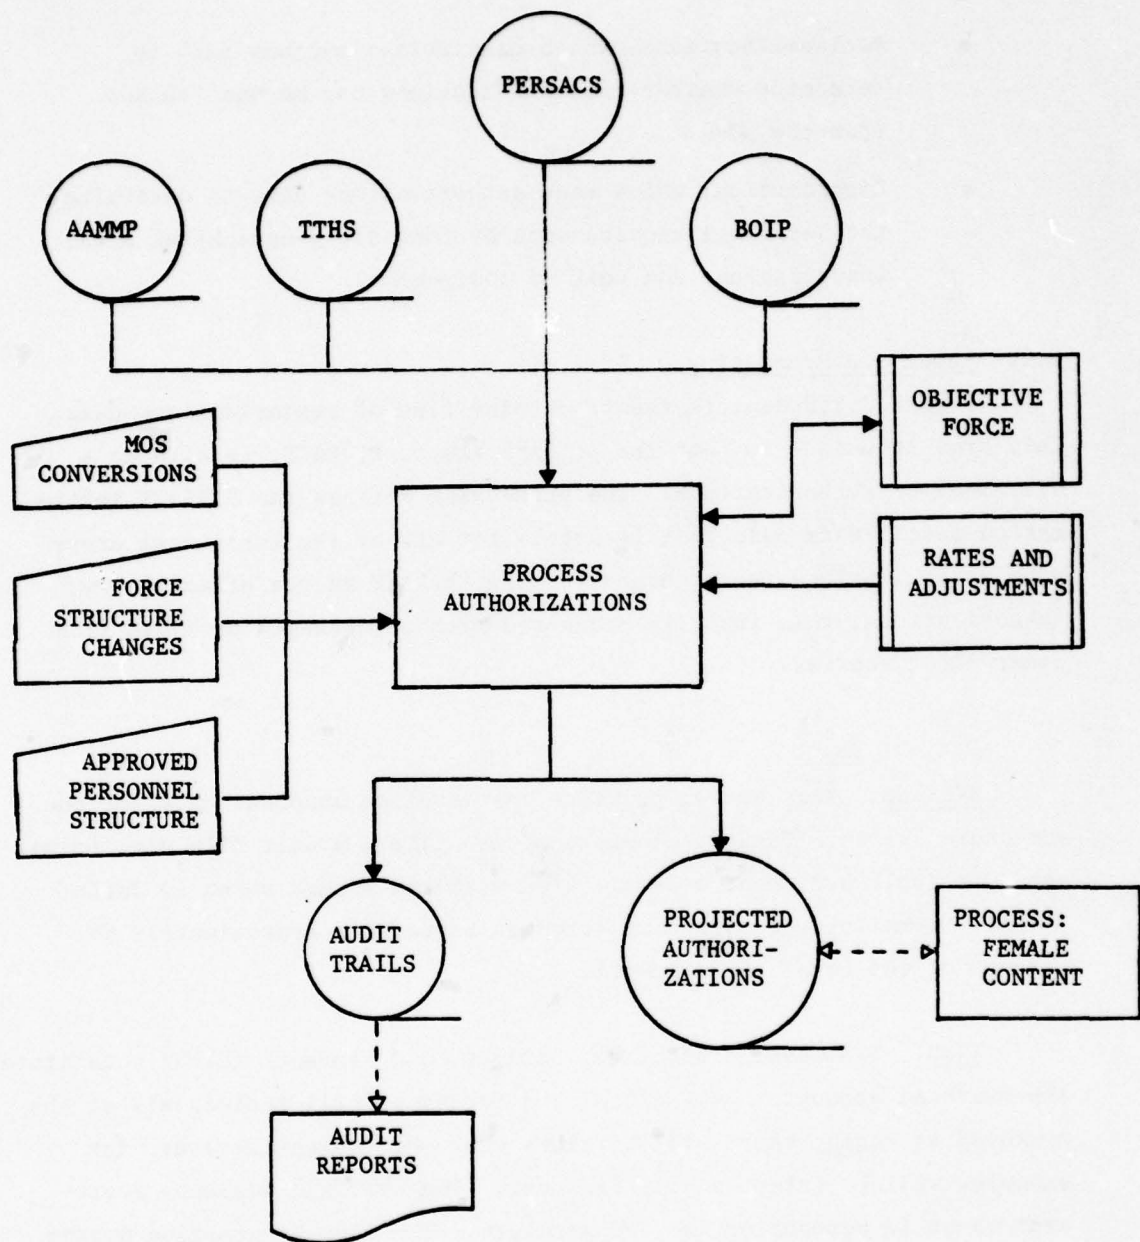 PERSACS
AAMMP
TTHS
BOIP
MOS
CONVERSIONS
OBJECTIVE
FORCE
FORCE
STRUCTURE
CHANGES
PROCESS
AUTHORIZATIONS
RATES AND
ADJUSTMENTS
APPROVED
PERSONNEL
STRUCTURE
AUDIT
TRAILS
PROJECTED
AUTHORI-
ZATIONS
PROCESS:
FEMALE
CONTENT
AUDIT
REPORTS